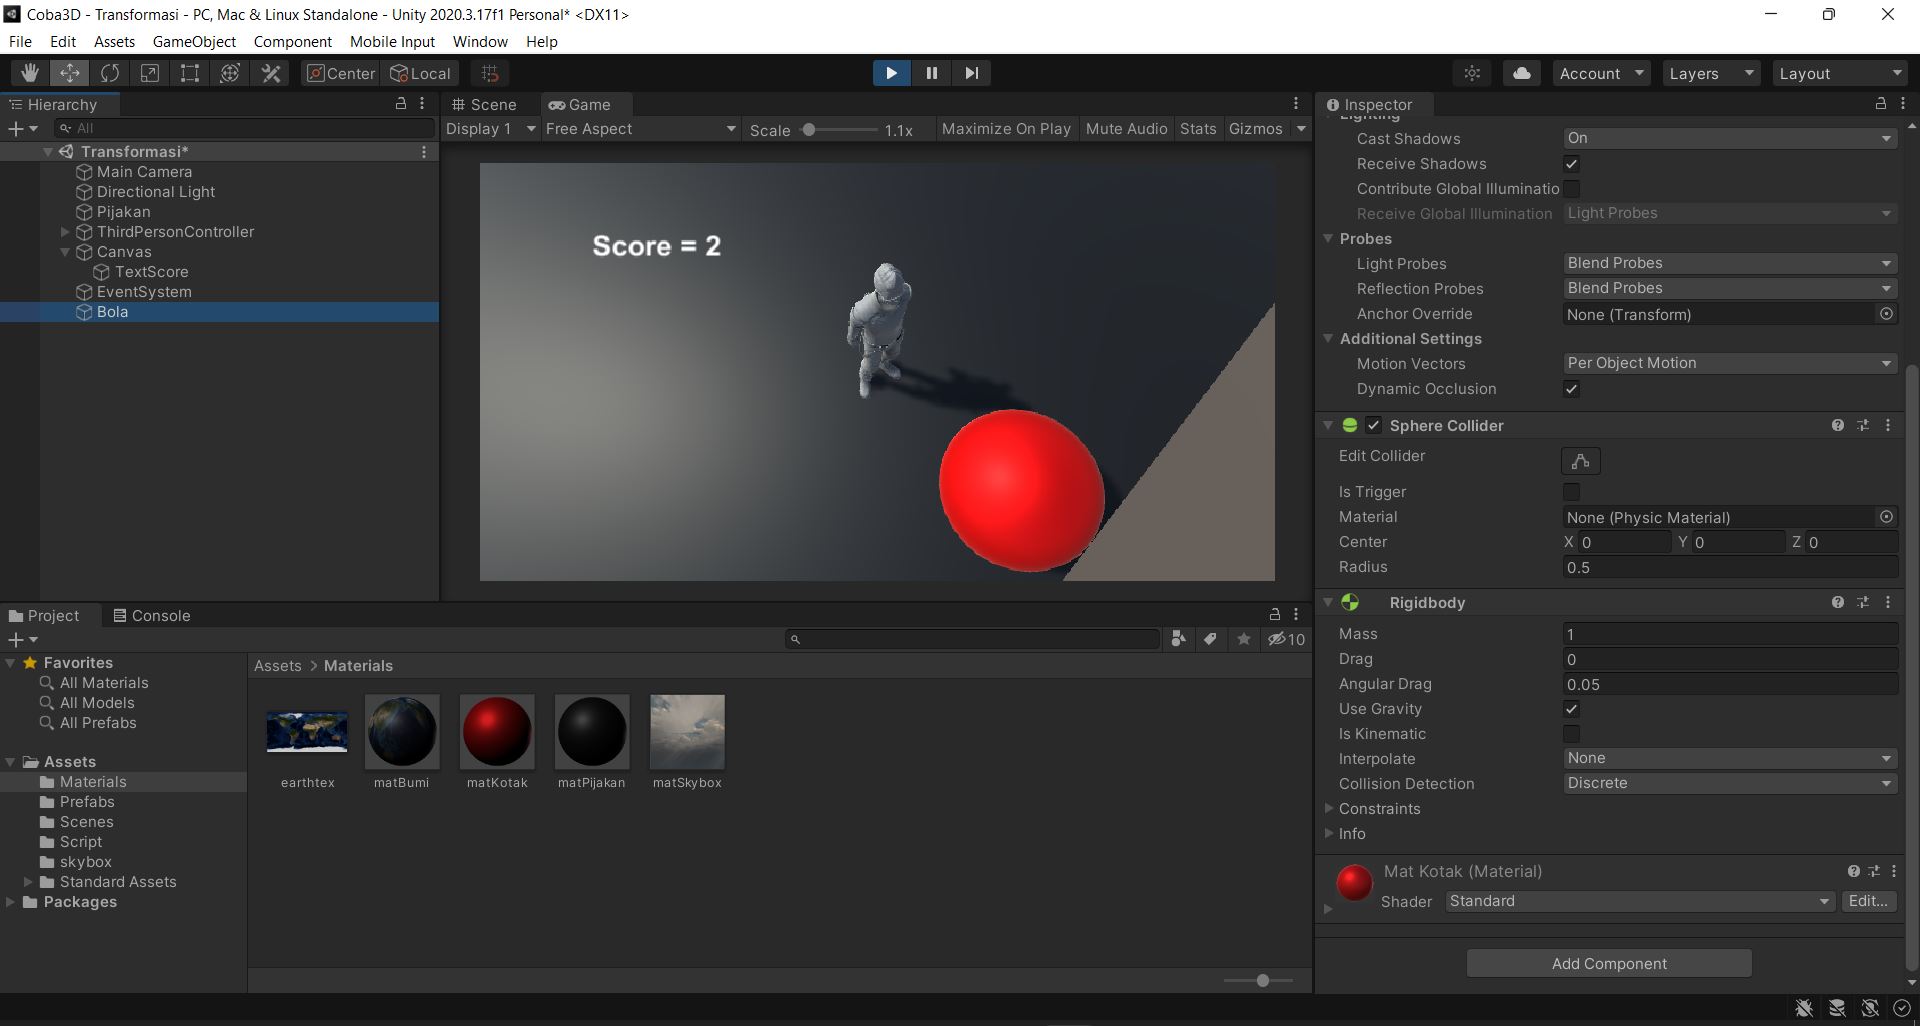 Coba3D - Transformasi - PC, Mac & Linux Standalone - Unity 2020.3.17f1 Personal* <DX11>
File Edit Assets GameObject Component Mobile Input Window Help
Center Local Account Layers Layout
Hierarchy
All
Transformasi*
Main Camera
Directional Light
Pijakan
ThirdPersonController
Canvas
TextScore
EventSystem
Bola
Scene Game
Display 1 Free Aspect Scale 1.1x Maximize On Play Mute Audio Stats Gizmos
Score = 2
Project Console
10
Favorites
All Materials
All Models
All Prefabs
Assets
Materials
Prefabs
Scenes
Script
skybox
Standard Assets
Packages
Assets > Materials
earthtex matBumi matKotak matPijakan matSkybox
Inspector
Lighting
Cast Shadows On
Receive Shadows
Contribute Global Illuminatio
Receive Global Illumination Light Probes
Probes
Light Probes Blend Probes
Reflection Probes Blend Probes
Anchor Override None (Transform)
Additional Settings
Motion Vectors Per Object Motion
Dynamic Occlusion
Sphere Collider
Edit Collider
Is Trigger
Material None (Physic Material)
Center X 0 Y 0 Z 0
Radius 0.5
Rigidbody
Mass 1
Drag 0
Angular Drag 0.05
Use Gravity
Is Kinematic
Interpolate None
Collision Detection Discrete
Constraints
Info
Mat Kotak (Material)
Shader Standard Edit...
Add Component